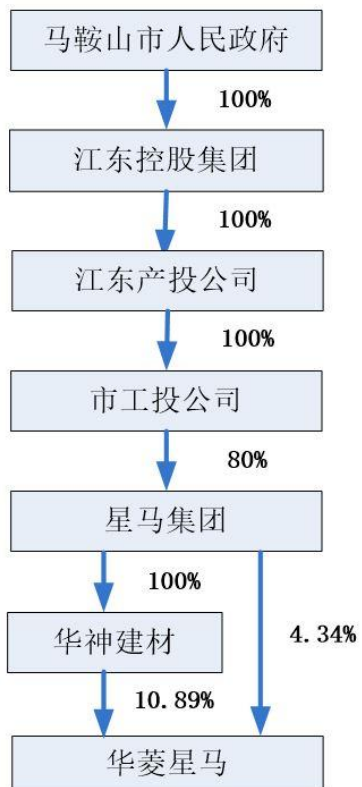 马鞍山市人民政府
100%
江东控股集团
100%
江东产投公司
100%
市工投公司
80%
星马集团
100%
4.34%
华神建材
10.89%
华菱星马